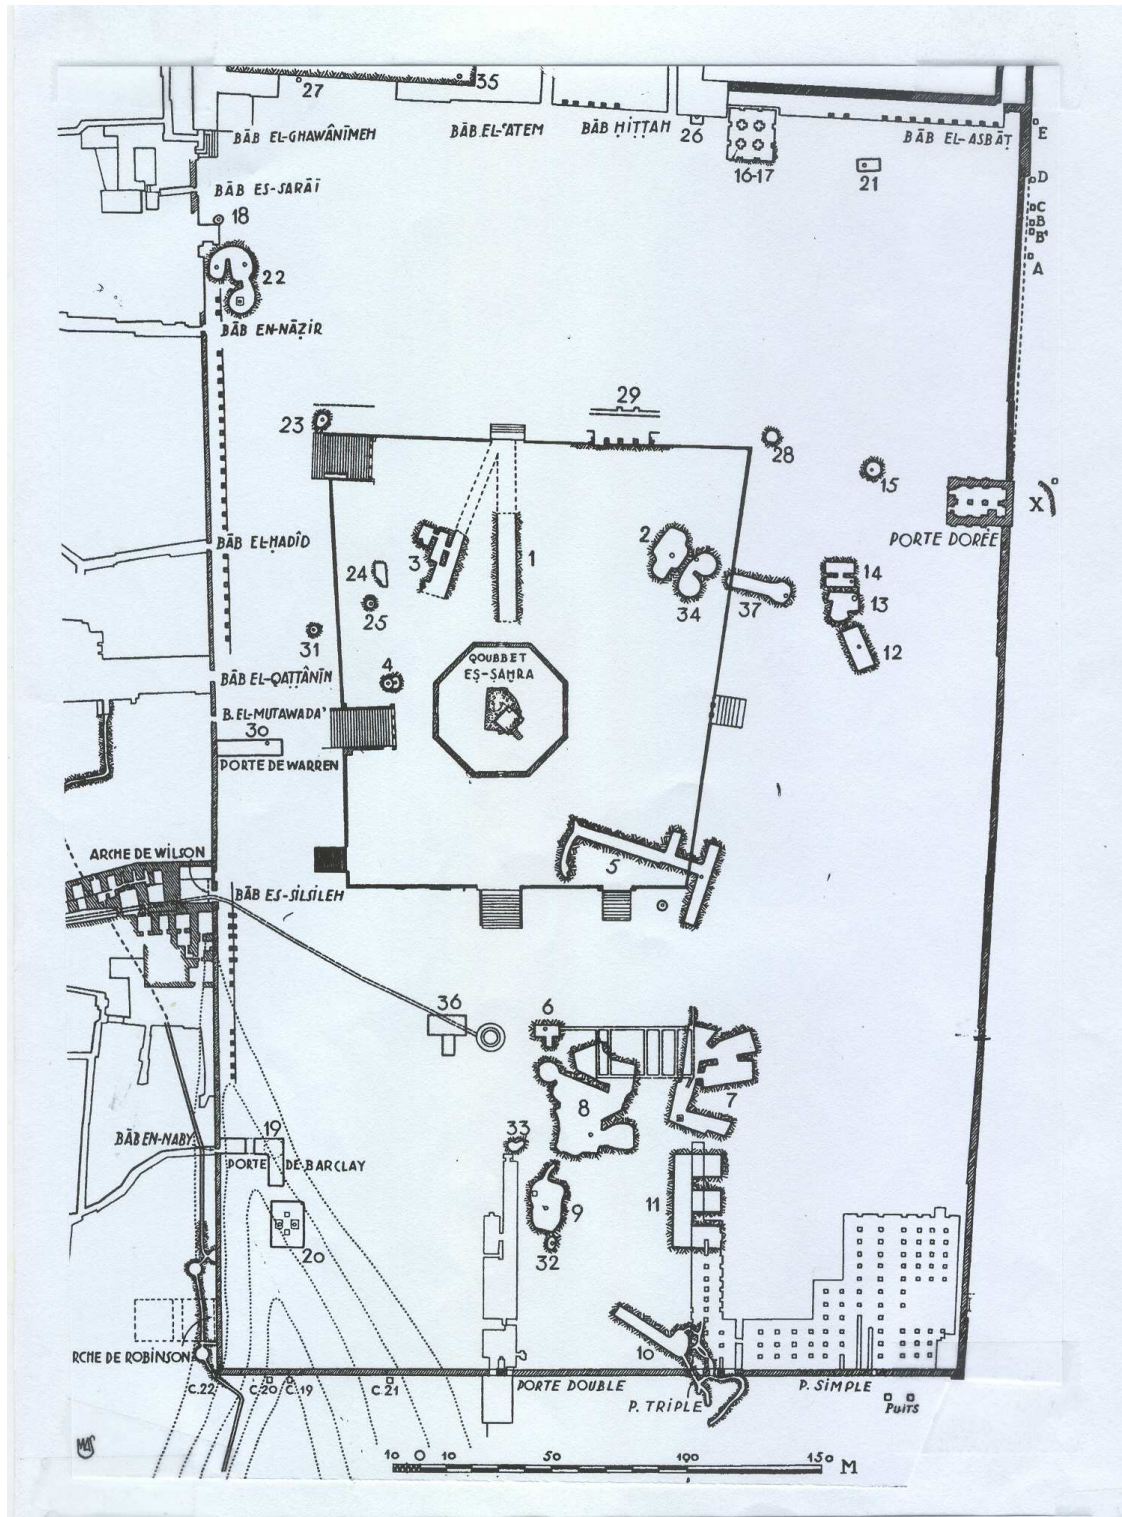 35
27
BĀB EL-GHAWÂNÎMEH
BĀB.EL-ʿATEM
BĀB ḤIṬṬAH
26
BĀB EL-ASBĀṬ
E
16-17
21
D
BĀB ES-SARĀÏ
C
18
B
B'
A
22
BĀB EN-NĀẒIR
29
23
28
15
X
BĀB EL-ḤADÎD
PORTE DORÉE
2
3
1
24
14
34
37
13
25
31
12
QOUBBET
EṢ-ṢAḪRA
4
BĀB EL-QAṬṬÂNĪN
B. EL-MUTAWADA'
30
PORTE DE WARREN
ARCHE DE WILSON
5
BĀB ES-SILSILEH
36
6
8
7
33
BĀB EN-NABY
19
PORTE DE BARCLAY
11
9
20
32
RCHE DE ROBINSON
10
C.22
C.20
C.19
C.21
PORTE DOUBLE
P. TRIPLE
P. SIMPLE
PUITS
10 0 10 50 100 150 M